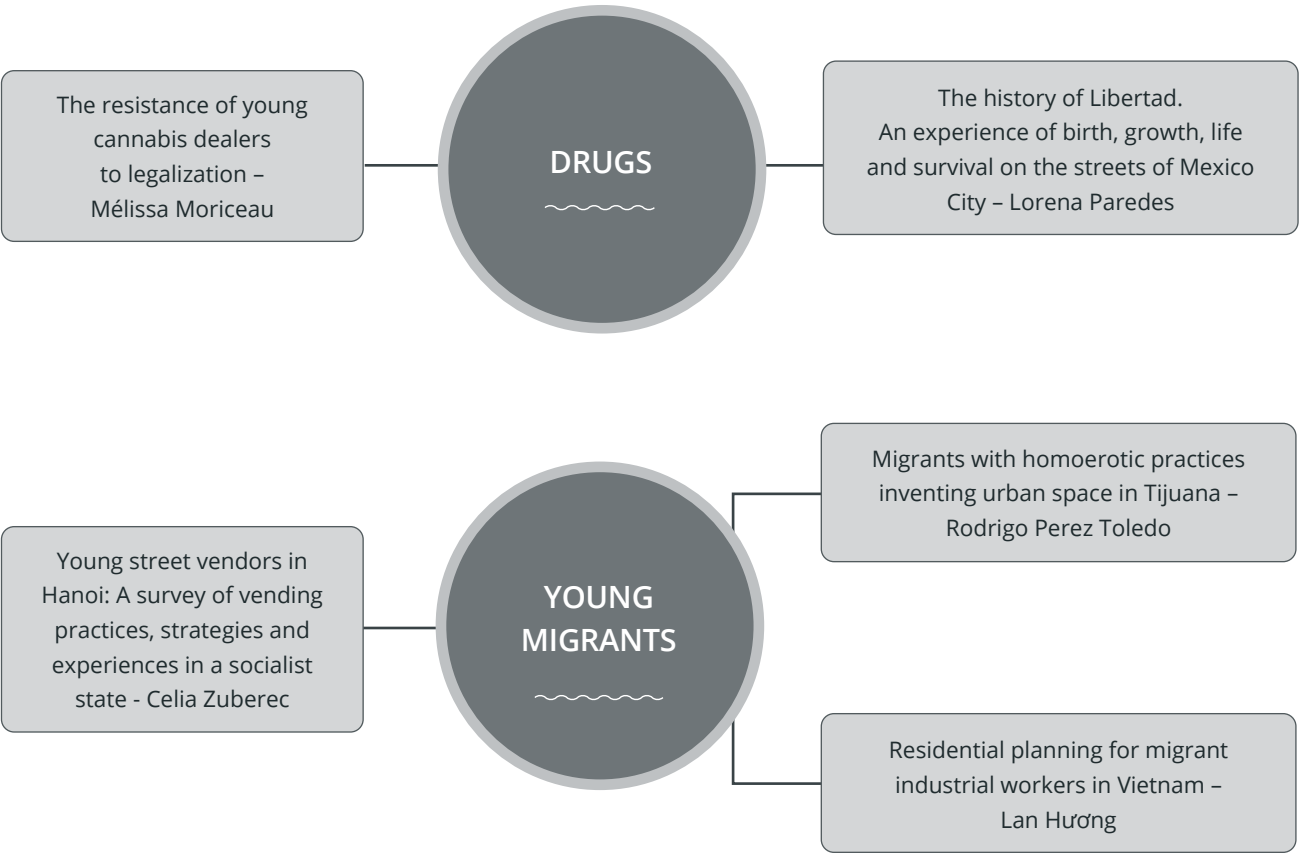 The resistance of young
cannabis dealers
to legalization –
Mélissa Moriceau
DRUGS
The history of Libertad.
An experience of birth, growth, life
and survival on the streets of Mexico
City – Lorena Paredes
Young street vendors in
Hanoi: A survey of vending
practices, strategies and
experiences in a socialist
state - Celia Zuberec
YOUNG
MIGRANTS
Migrants with homoerotic practices
inventing urban space in Tijuana –
Rodrigo Perez Toledo
Residential planning for migrant
industrial workers in Vietnam –
Lan Hương